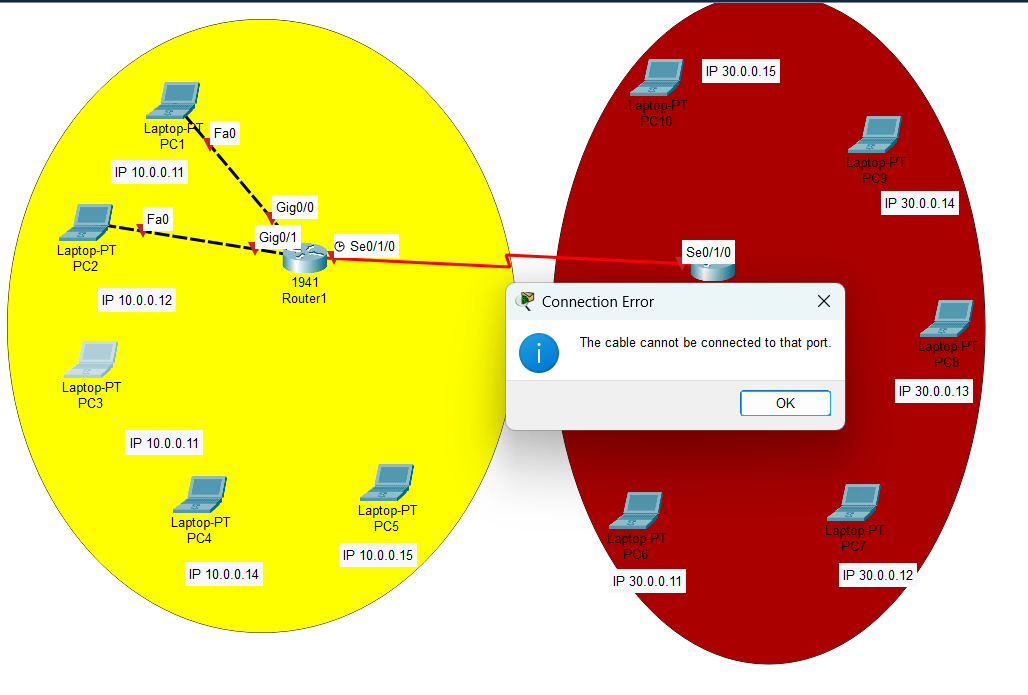 IP 30.0.0.15
Laptop-PT
PC10
Laptop-PT
PC1
Fa0
Laptop-PT
PC9
IP 10.0.0.11
IP 30.0.0.14
Gig0/0
Fa0
Gig0/1
Se0/1/0
Se0/1/0
Laptop-PT
PC2
1941
Router1
IP 10.0.0.12
Connection Error
The cable cannot be connected to that port.
OK
Laptop-PT
PC8
IP 30.0.0.13
Laptop-PT
PC3
IP 10.0.0.11
Laptop-PT
PC4
Laptop-PT
PC5
Laptop-PT
PC6
Laptop-PT
PC7
IP 10.0.0.15
IP 10.0.0.14
IP 30.0.0.11
IP 30.0.0.12